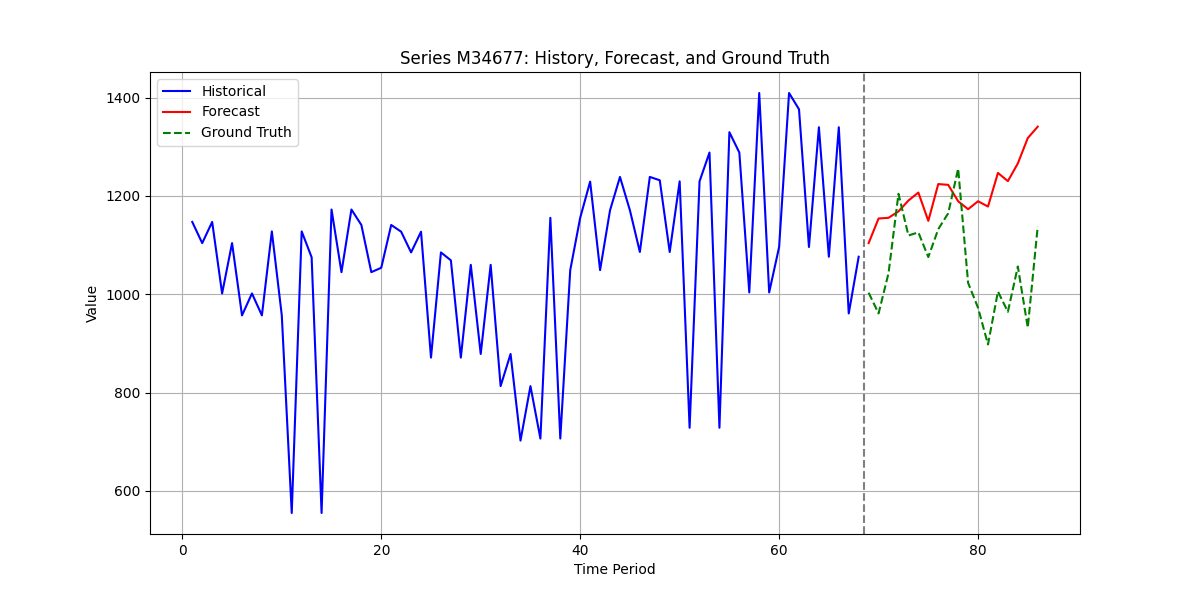 Series M34677: History, Forecast, and Ground Truth
Historical
Forecast
Ground Truth
Value
1400
1200
1000
800
600
0 20 40 60 80
Time Period